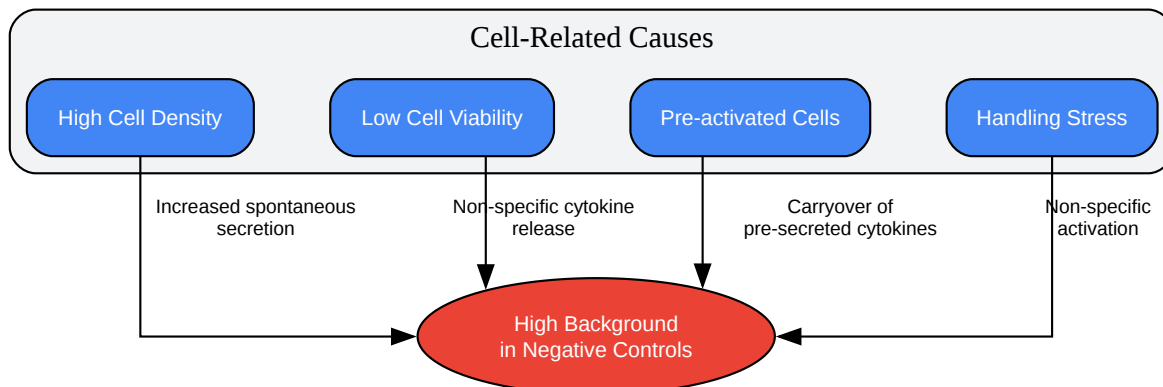 Cell-Related Causes
High Cell Density
Low Cell Viability
Pre-activated Cells
Handling Stress
Increased spontaneous
secretion
Non-specific cytokine
release
Carryover of
pre-secreted cytokines
Non-specific
activation
High Background
in Negative Controls